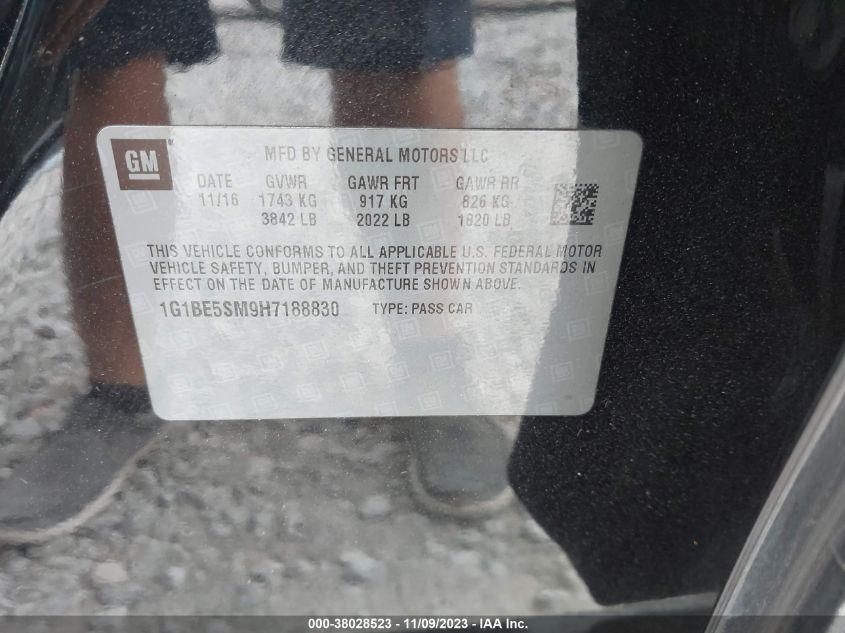 GM
MFD BY GENERAL MOTORS LLC
DATE GVWR GAWR FRT GAWR RR
11/16 1743 KG 917 KG 826 KG
3842 LB 2022 LB 1820 LB
THIS VEHICLE CONFORMS TO ALL APPLICABLE U.S. FEDERAL MOTOR
VEHICLE SAFETY, BUMPER, AND THEFT PREVENTION STANDARDS IN
EFFECT ON THE DATE OF MANUFACTURE SHOWN ABOVE.
1G1BE5SM9H7188830 TYPE: PASS CAR
000-38028523 - 11/09/2023 - IAA Inc.